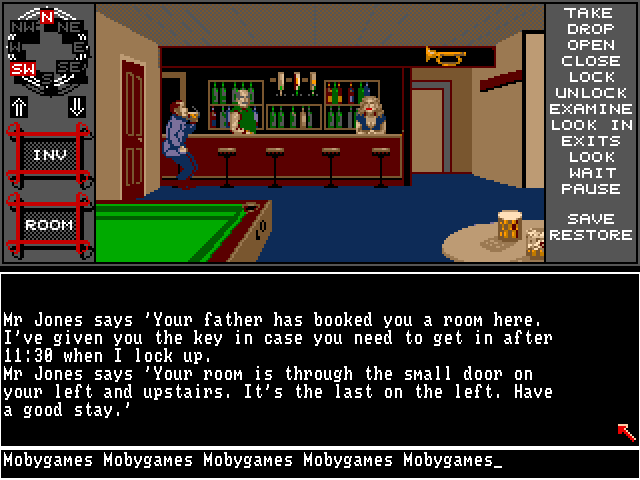 N
NW NE
W E
SW SE
S
INV
ROOM
TAKE
DROP
OPEN
CLOSE
LOCK
UNLOCK
EXAMINE
LOOK IN
EXITS
LOOK
WAIT
PAUSE
SAVE
RESTORE
Mr Jones says 'Your father has booked you a room here.
I've given you the key in case you need to get in after
11:30 when I lock up.
Mr Jones says 'Your room is through the small door on
your left and upstairs. It's the last on the left. Have
a good stay.'
Mobygames Mobygames Mobygames Mobygames Mobygames_